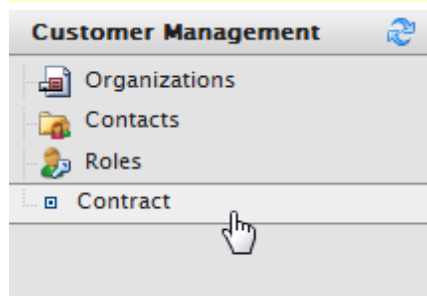 Customer Management
Organizations
Contacts
Roles
Contract